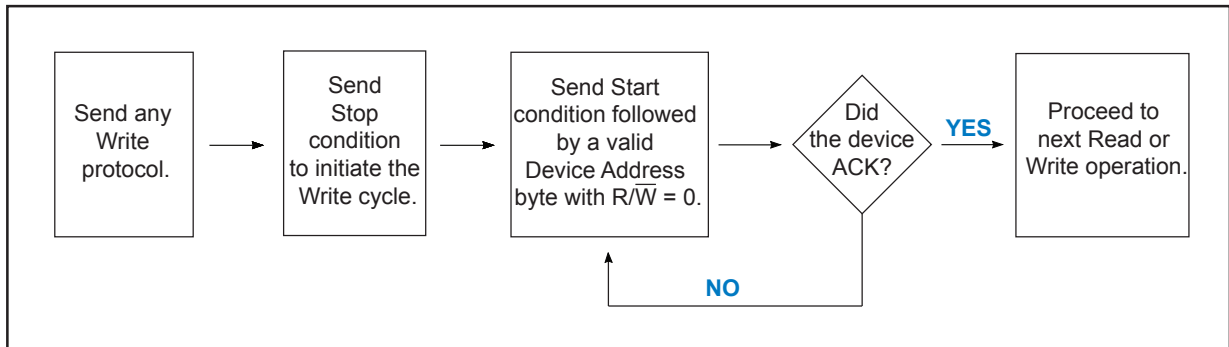 Send any
Write
protocol.
Send
Stop
condition
to initiate the
Write cycle.
Send Start
condition followed
by a valid
Device Address
byte with R/W̅ = 0.
Did
the device
ACK?
YES
NO
Proceed to
next Read or
Write operation.